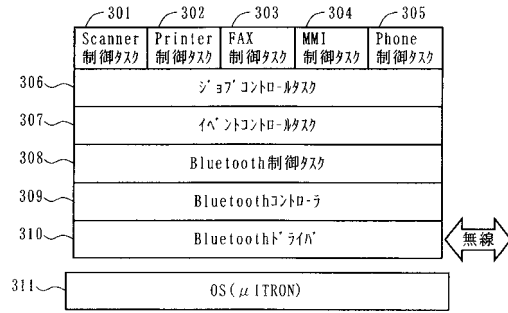 301 302 303 304 305
Scanner Printer FAX MMI Phone
制御タスク 制御タスク 制御タスク 制御タスク 制御タスク
306 ジョブコントロールタスク
307 イベントコントロールタスク
308 Bluetooth制御タスク
309 Bluetoothコントローラ
310 Bluetoothドライバ 無線
311 OS(μITRON)